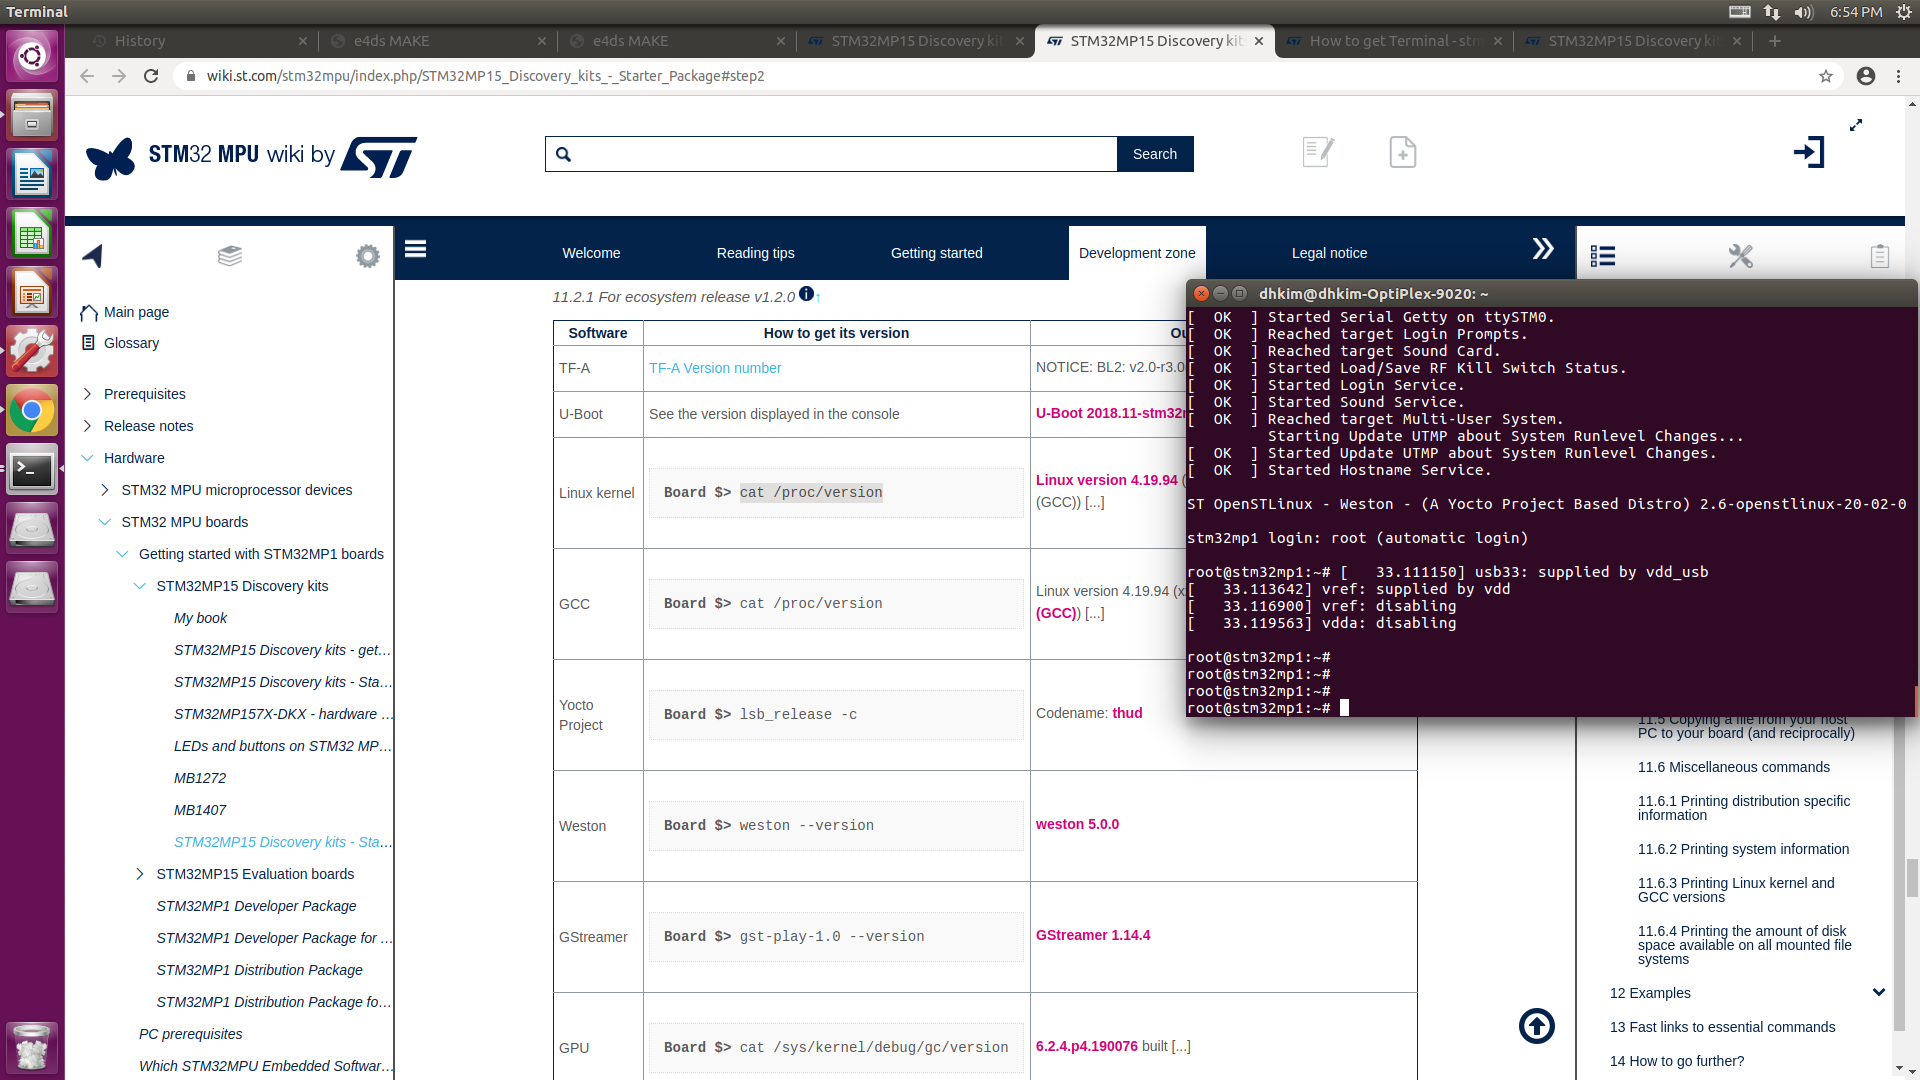 Terminal
6:54 PM
History
e4ds MAKE
e4ds MAKE
STM32MP15 Discovery ki
STM32MP15 Discovery kit
How to get Terminal - stm
STM32MP15 Discovery kit
wiki.st.com/stm32mpu/index.php/STM32MP15_Discovery_kits_-_Starter_Package#step2
STM32 MPU wiki by ST
Search
Welcome
Reading tips
Getting started
Development zone
Legal notice
Main page
Glossary
Prerequisites
Release notes
Hardware
STM32 MPU microprocessor devices
STM32 MPU boards
Getting started with STM32MP1 boards
STM32MP15 Discovery kits
My book
STM32MP15 Discovery kits - get...
STM32MP15 Discovery kits - Sta...
STM32MP157X-DKX - hardware ...
LEDs and buttons on STM32 MP...
MB1272
MB1407
STM32MP15 Discovery kits - Sta...
STM32MP15 Evaluation boards
STM32MP1 Developer Package
STM32MP1 Developer Package for ...
STM32MP1 Distribution Package
STM32MP1 Distribution Package fo...
PC prerequisites
Which STM32MPU Embedded Softwar...
11.2.1 For ecosystem release v1.2.0 ↑
Software How to get its version Ou
TF-A TF-A Version number NOTICE: BL2: v2.0-r3.0
U-Boot See the version displayed in the console U-Boot 2018.11-stm32
Linux kernel Board $> cat /proc/version Linux version 4.19.94 (
(GCC)) [...]
GCC Board $> cat /proc/version Linux version 4.19.94 (x
(GCC)) [...]
Yocto
Project Board $> lsb_release -c Codename: thud
Weston Board $> weston --version weston 5.0.0
GStreamer Board $> gst-play-1.0 --version GStreamer 1.14.4
GPU Board $> cat /sys/kernel/debug/gc/version 6.2.4.p4.190076 built [...]
dhkim@dhkim-OptiPlex-9020: ~
[  OK  ] Started Serial Getty on ttySTM0.
[  OK  ] Reached target Login Prompts.
[  OK  ] Reached target Sound Card.
[  OK  ] Started Load/Save RF Kill Switch Status.
[  OK  ] Started Login Service.
[  OK  ] Started Sound Service.
[  OK  ] Reached target Multi-User System.
Starting Update UTMP about System Runlevel Changes...
[  OK  ] Started Update UTMP about System Runlevel Changes.
[  OK  ] Started Hostname Service.
ST OpenSTLinux - Weston - (A Yocto Project Based Distro) 2.6-openstlinux-20-02-0
stm32mp1 login: root (automatic login)
root@stm32mp1:~# [   33.111150] usb33: supplied by vdd_usb
[   33.113642] vref: supplied by vdd
[   33.116900] vref: disabling
[   33.119563] vdda: disabling
root@stm32mp1:~#
root@stm32mp1:~#
root@stm32mp1:~#
root@stm32mp1:~#
11.5 Copying a file from your host
PC to your board (and reciprocally)
11.6 Miscellaneous commands
11.6.1 Printing distribution specific
information
11.6.2 Printing system information
11.6.3 Printing Linux kernel and
GCC versions
11.6.4 Printing the amount of disk
space available on all mounted file
systems
12 Examples
13 Fast links to essential commands
14 How to go further?